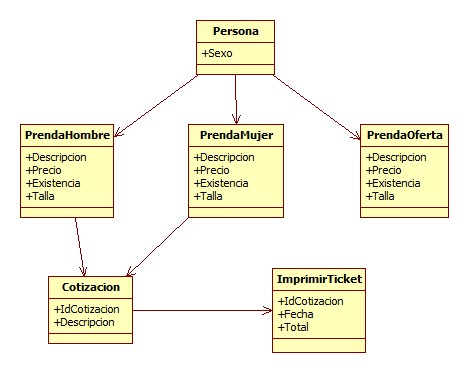 Persona
+Sexo
PrendaHombre
+Descripcion
+Precio
+Existencia
+Talla
PrendaMujer
+Descripcion
+Precio
+Existencia
+Talla
PrendaOferta
+Descripcion
+Precio
+Existencia
+Talla
Cotizacion
+IdCotizacion
+Descripcion
ImprimirTicket
+IdCotizacion
+Fecha
+Total